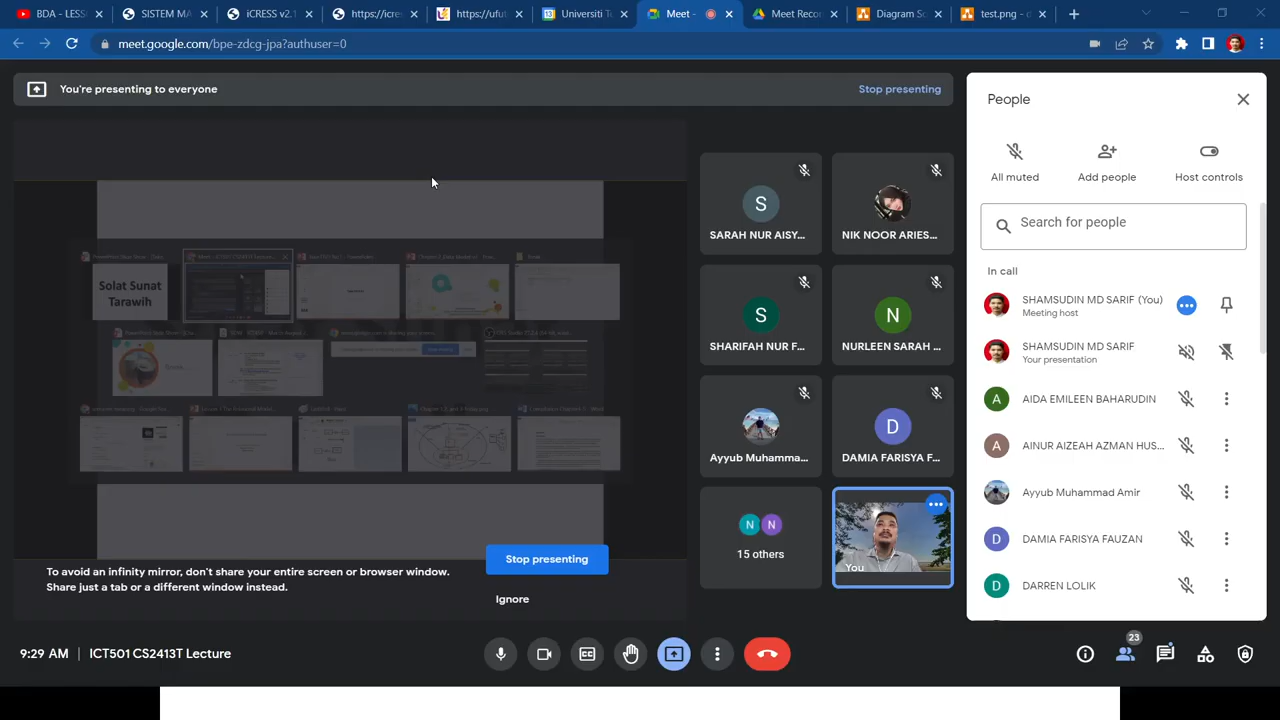 BDA - LESS
SISTEM MA
iCRESS v2.1
https://icres
https://ufut
Universiti Te
Meet -
Meet Reco
Diagram Sc
test.png - d
meet.google.com/bpe-zdcg-jpa?authuser=0
You're presenting to everyone
Stop presenting
Solat Sunat
Tarawih
To avoid an infinity mirror, don't share your entire screen or browser window.
Share just a tab or a different window instead.
Stop presenting
Ignore
S
SARAH NUR AISY...
NIK NOOR ARIES...
S
SHARIFAH NUR F...
N
NURLEEN SARAH ...
Ayyub Muhamma...
D
DAMIA FARISYA F...
N N
15 others
You
People
All muted
Add people
Host controls
Search for people
In call
SHAMSUDIN MD SARIF (You)
Meeting host
SHAMSUDIN MD SARIF
Your presentation
A
AIDA EMILEEN BAHARUDIN
A
AINUR AIZEAH AZMAN HUS...
Ayyub Muhammad Amir
D
DAMIA FARISYA FAUZAN
D
DARREN LOLIK
9:29 AM
ICT501 CS2413T Lecture
23